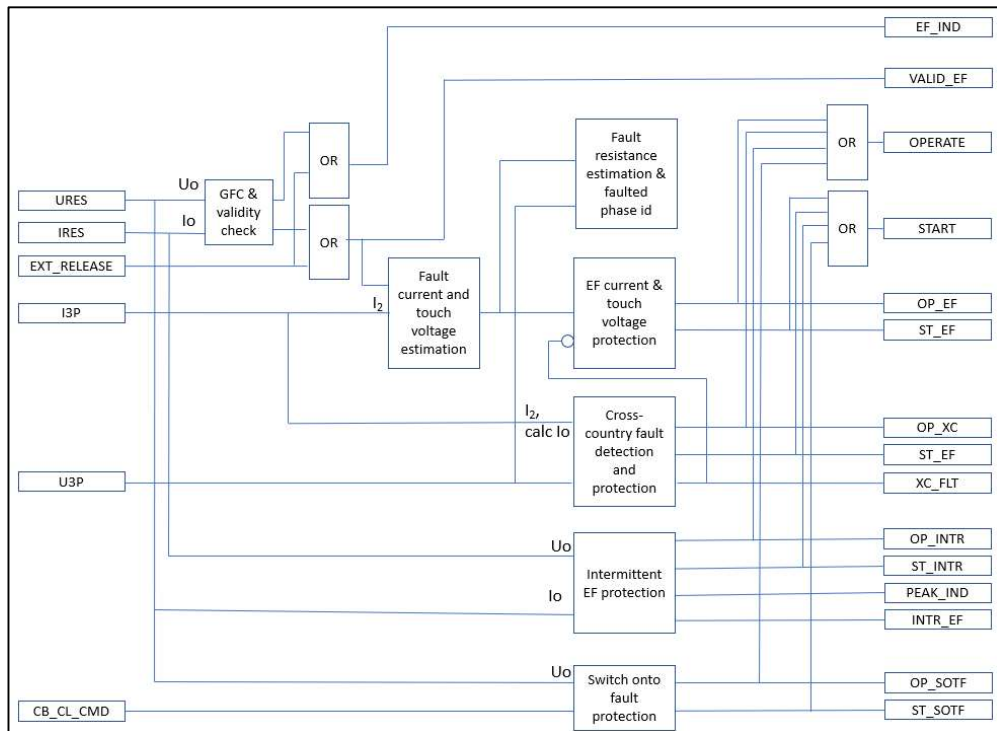 EF_IND
VALID_EF
OR
Fault
resistance
estimation &
faulted
phase id
OR
OPERATE
Uo
URES
GFC &
validity
check
Io
IRES
OR
OR
START
EXT_RELEASE
Fault
current and
touch
voltage
estimation
EF current &
touch
voltage
protection
I3P
I2
OP_EF
ST_EF
I2,
calc Io
Cross-
country fault
detection
and
protection
OP_XC
ST_EF
U3P
XC_FLT
Uo
Io
Intermittent
EF protection
OP_INTR
ST_INTR
PEAK_IND
INTR_EF
Uo
Switch onto
fault
protection
OP_SOTF
CB_CL_CMD
ST_SOTF